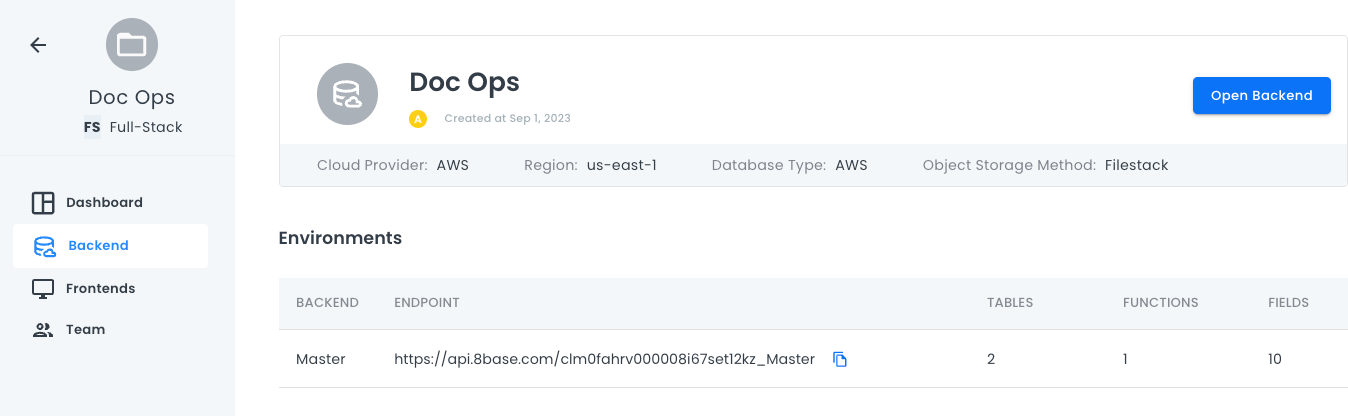 Doc Ops
FS Full-Stack
Dashboard
Backend
Frontends
Team
Doc Ops
A Created at Sep 1, 2023
Open Backend
Cloud Provider: AWS Region: us-east-1 Database Type: AWS Object Storage Method: Filestack
Environments
BACKEND ENDPOINT TABLES FUNCTIONS FIELDS
Master https://api.8base.com/clm0fahrv000008i67set12kz_Master 2 1 10